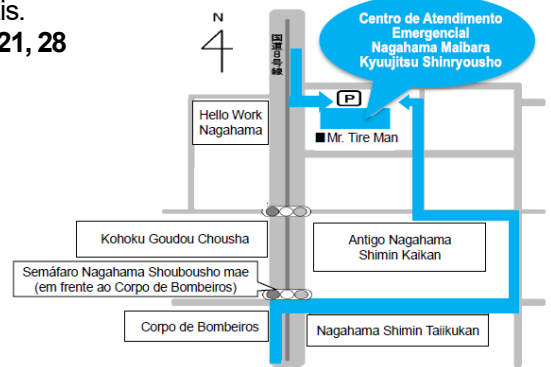 ais.
21, 28
N
国道8号線
Centro de Atendimento
Emergencial
Nagahama Maibara
Kyuujitsu Shinryousho
P
Hello Work
Nagahama
■Mr. Tire Man
Kohoku Goudou Chousha
Antigo Nagahama
Shimin Kaikan
Semáfaro Nagahama Shoubousho mae
(em frente ao Corpo de Bombeiros)
Corpo de Bombeiros
Nagahama Shimin Taiikukan